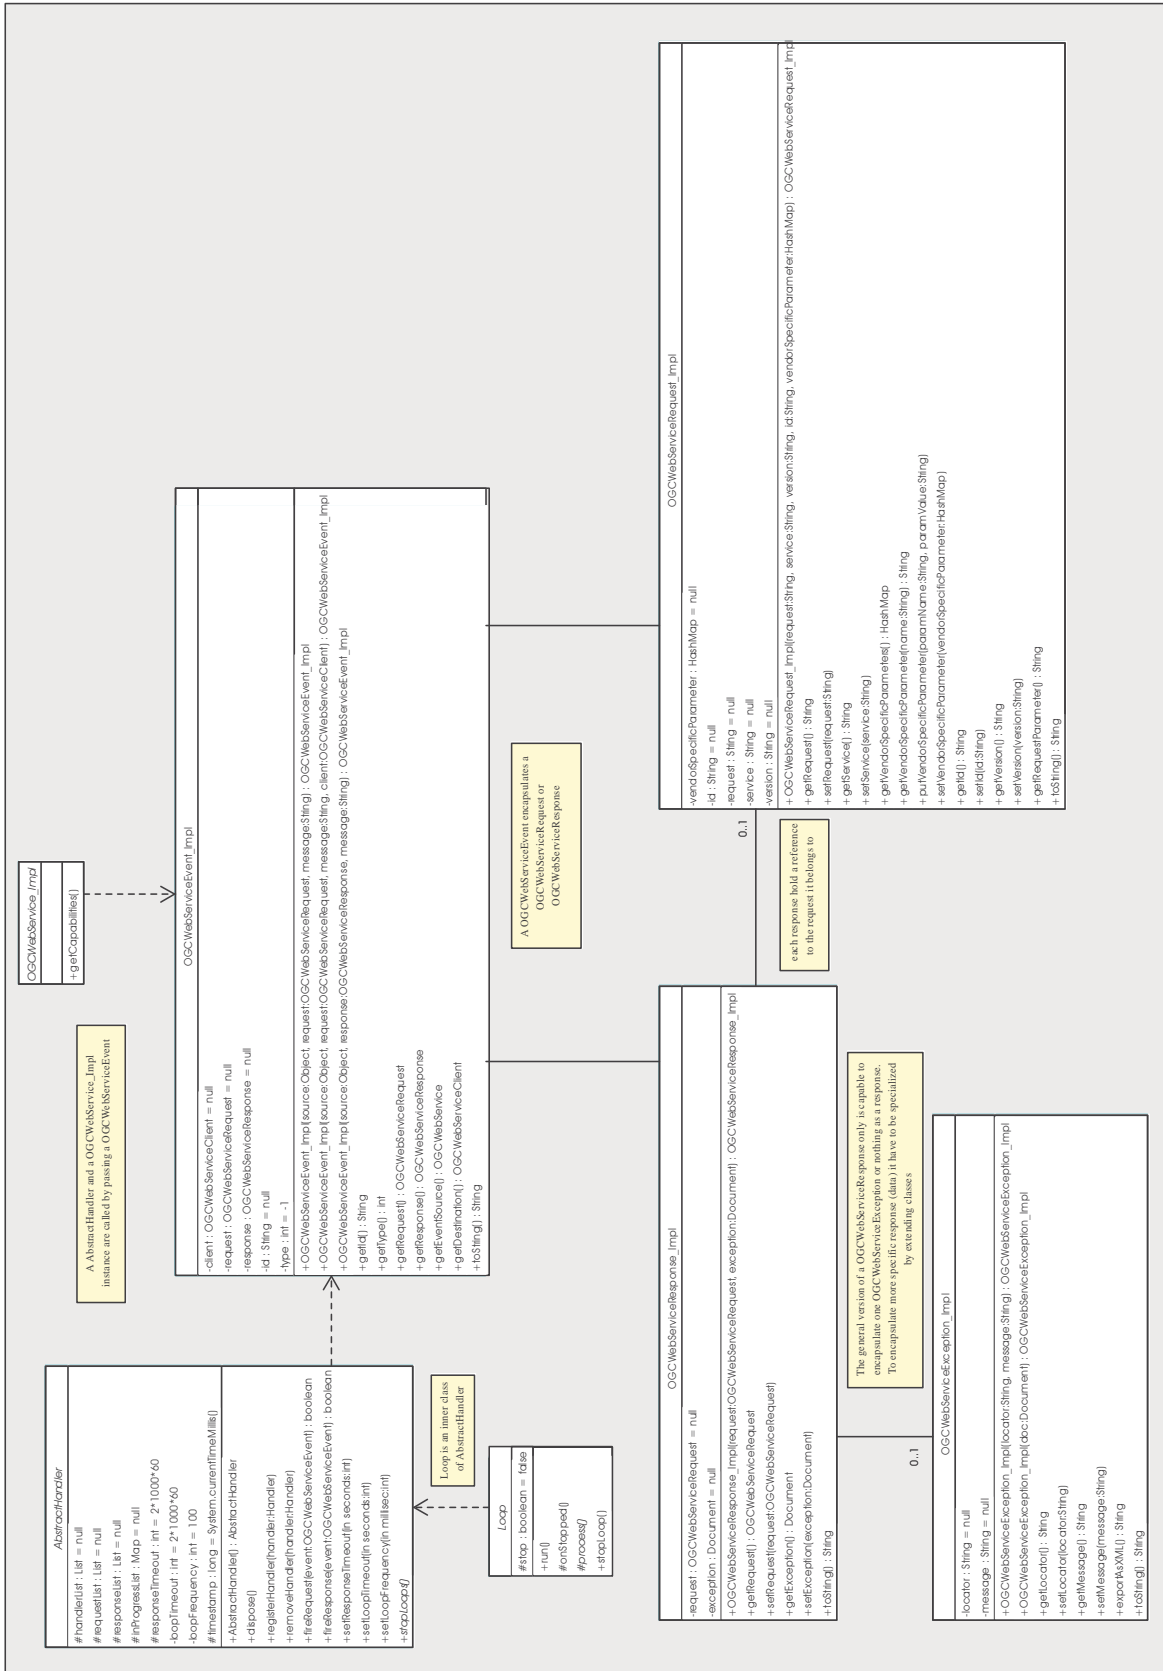 AbstractHandler
#handlerList : List = null
#requestList : List = null
#responseList : List = null
#inProgressList : Map = null
#responseTimeout : int = 2*1000*60
-loopTimeout : int = 2*1000*60
-loopFrequency : int = 100
#timestamp : long = System.currentTimeMillis()
+AbstractHandler() : AbstractHandler
+dispose()
+registerHandler(handler:Handler)
+removeHandler(handler:Handler)
+fireRequest(event:OGCWebServiceEvent) : boolean
+fireResponse(event:OGCWebServiceEvent) : boolean
+setResponseTimeout(in seconds:int)
+setLoopTimeout(in seconds:int)
+setLoopFrequency(in millisec:int)
+stopLoops()
Loop is an inner class
of AbstractHandler
Loop
#stop : boolean = false
+run()
#onStopped()
#process()
+stopLoop()
A AbstractHandler and a OGCWebService_Impl
instance are called by passing a OGCWebServiceEvent
OGCWebService_Impl
+getCapabilities()
OGCWebServiceEvent_Impl
-client : OGCWebServiceClient = null
-request : OGCWebServiceRequest = null
-response : OGCWebServiceResponse = null
-id : String = null
-type : int = -1
+OGCWebServiceEvent_Impl(source:Object, request:OGCWebServiceRequest, message:String) : OGCWebServiceEvent_Impl
+OGCWebServiceEvent_Impl(source:Object, request:OGCWebServiceRequest, message:String, client:OGCWebServiceClient) : OGCWebServiceEvent_Impl
+OGCWebServiceEvent_Impl(source:Object, response:OGCWebServiceResponse, message:String) : OGCWebServiceEvent_Impl
+getId() : String
+getType() : int
+getRequest() : OGCWebServiceRequest
+getResponse() : OGCWebServiceResponse
+getEventSource() : OGCWebService
+getDestination() : OGCWebServiceClient
+toString() : String
A OGCWebServiceEvent encapsulates a
OGCWebServiceRequest or
OGCWebServiceResponse
OGCWebServiceResponse_Impl
-request : OGCWebServiceRequest = null
-exception : Document = null
+OGCWebServiceResponse_Impl(request:OGCWebServiceRequest, exception:Document) : OGCWebServiceResponse_Impl
+getRequest() : OGCWebServiceRequest
+setRequest(request:OGCWebServiceRequest)
+getException() : Document
+setException(exception:Document)
+toString() : String
0..1
each response hold a reference
to the request it belongs to
OGCWebServiceRequest_Impl
-vendorSpecificParameter : HashMap = null
-id : String = null
-request : String = null
-service : String = null
-version : String = null
+OGCWebServiceRequest_Impl(request:String, service:String, version:String, id:String, vendorSpecificParameter:HashMap) : OGCWebServiceRequest_Impl
+getRequest() : String
+setRequest(request:String)
+getService() : String
+setService(service:String)
+getVendorSpecificParameters() : HashMap
+getVendorSpecificParameter(name:String) : String
+putVendorSpecificParameter(paramName:String, paramValue:String)
+setVendorSpecificParameter(vendorSpecificParameter:HashMap)
+getId() : String
+setId(id:String)
+getVersion() : String
+setVersion(version:String)
+getRequestParameter() : String
+toString() : String
The general version of a OGCWebServiceResponse only is capable to
encapsulate one OGCWebServiceException or nothing as a response.
To encapsulate more specific response (data) it have to be specialized
by extending classes
0..1
OGCWebServiceException_Impl
-locator : String = null
-message : String = null
+OGCWebServiceException_Impl(locator:String, message:String) : OGCWebServiceException_Impl
+OGCWebServiceException_Impl(doc:Document) : OGCWebServiceException_Impl
+getLocator() : String
+setLocator(locator:String)
+getMessage() : String
+setMessage(message:String)
+exportAsXML() : String
+toString() : String